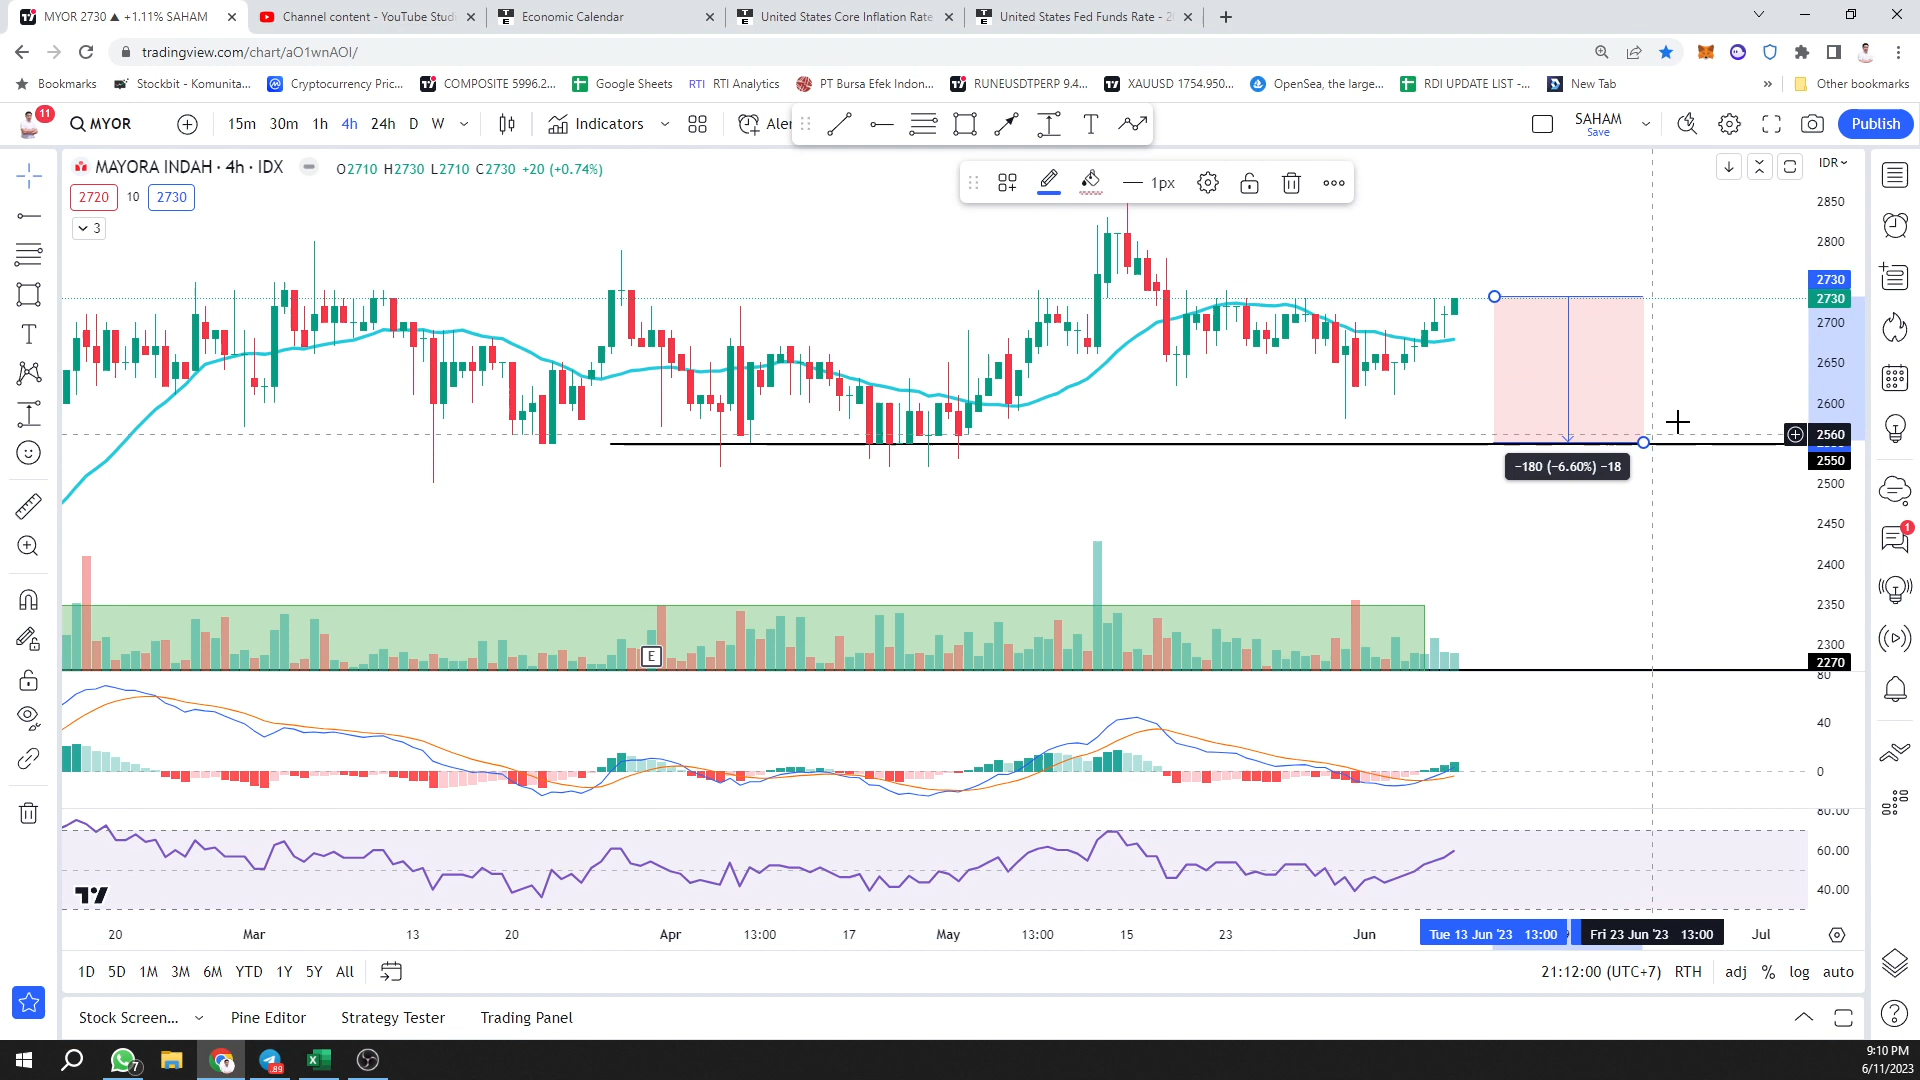 MYOR 2730 ▲ +1.11% SAHAM
Channel content - YouTube Studi
Economic Calendar
United States Core Inflation Rate
United States Fed Funds Rate - 2
tradingview.com/chart/aO1wnAOI/
Bookmarks
Stockbit - Komunita...
Cryptocurrency Pric...
COMPOSITE 5996.2...
Google Sheets
RTI Analytics
PT Bursa Efek Indon...
RUNEUSDTPERP 9.4...
XAUUSD 1754.950...
OpenSea, the large...
RDI UPDATE LIST -...
New Tab
»
Other bookmarks
11
MYOR
15m 30m 1h 4h 24h D W
Indicators
Aler
SAHAM
Save
Publish
MAYORA INDAH · 4h · IDX
O2710 H2730 L2710 C2730 +20 (+0.74%)
2720 10 2730
3
1px
IDR
2850
2800
2730
2730
2700
2650
2600
2560
2550
2500
2450
2400
2350
2300
2270
80
40
0
80.00
60.00
40.00
−180 (−6.60%) −18
E
1
20 Mar 13 20 Apr 13:00 17 May 13:00 15 23 Jun Tue 13 Jun '23 13:00 Fri 23 Jun '23 13:00 Jul
1D 5D 1M 3M 6M YTD 1Y 5Y All
21:12:00 (UTC+7) RTH adj % log auto
Stock Screen... Pine Editor Strategy Tester Trading Panel
7
89
9:10 PM
6/11/2023